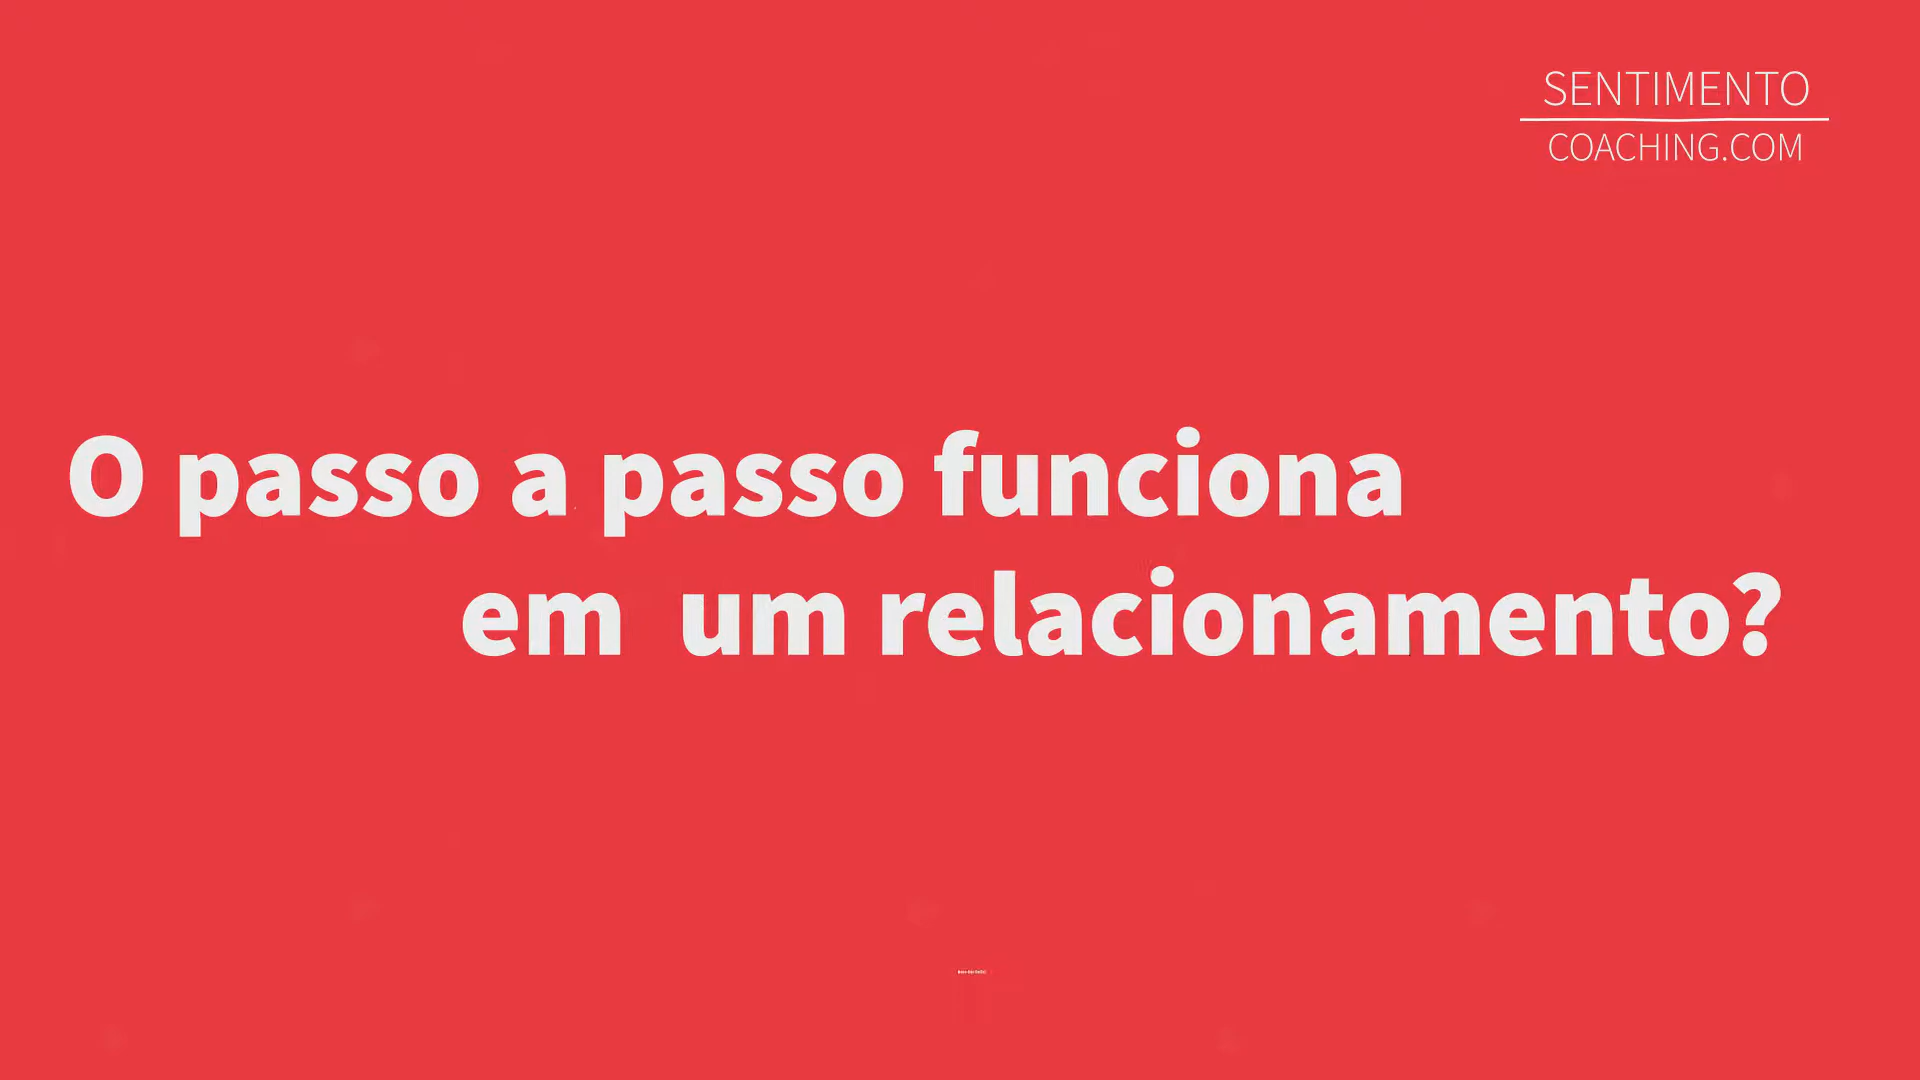 SENTIMENTO
COACHING.COM
O passo a passo funciona
em um relacionamento?